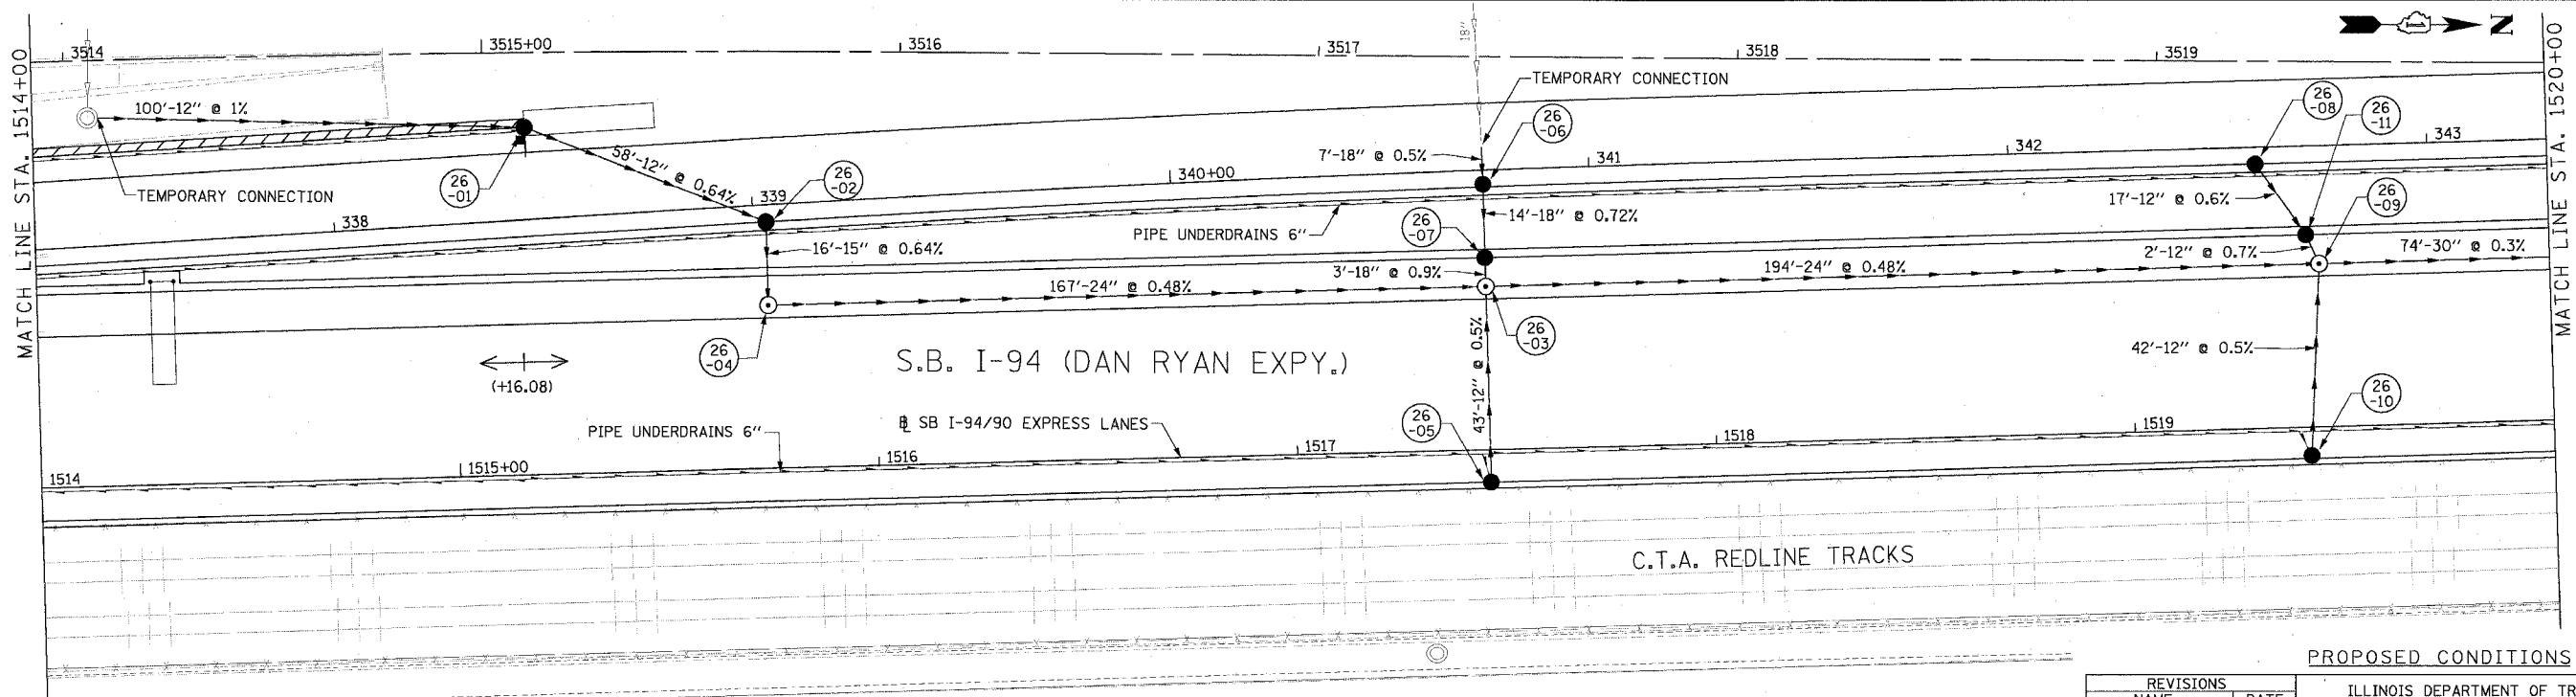 MATCH LINE STA. 1514+00
3514
3515+00
3516
3517
3518
3519
18"
N
MATCH LINE STA. 1520+00
100'-12" @ 1%
TEMPORARY CONNECTION
26
-01
58'-12" @ 0.64%
26
-02
338
339
340+00
341
342
343
TEMPORARY CONNECTION
26
-06
7'-18" @ 0.5%
26
-08
26
-11
17'-12" @ 0.6%
26
-09
14'-18" @ 0.72%
26
-07
PIPE UNDERDRAINS 6"
16'-15" @ 0.64%
3'-18" @ 0.9%
167'-24" @ 0.48%
194'-24" @ 0.48%
2'-12" @ 0.7%
74'-30" @ 0.3%
26
-04
26
-03
(+16.08)
S.B. I-94 (DAN RYAN EXPY.)
43'-12" @ 0.5%
42'-12" @ 0.5%
26
-05
26
-10
PIPE UNDERDRAINS 6"
℄ SB I-94/90 EXPRESS LANES
1514
1515+00
1516
1517
1518
1519
C.T.A. REDLINE TRACKS
PROPOSED CONDITIONS
REVISIONS
NAME DATE
ILLINOIS DEPARTMENT OF TR